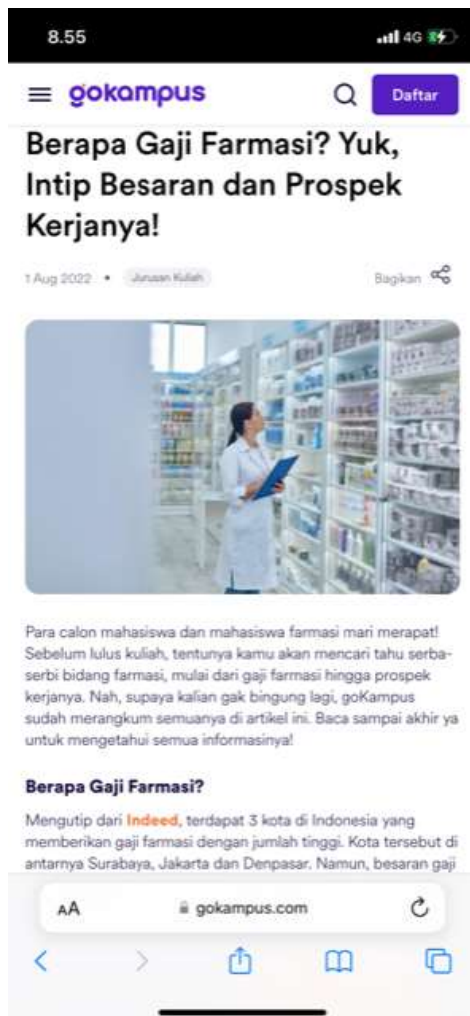 8.55
4G
gokampus
Daftar
Berapa Gaji Farmasi? Yuk,
Intip Besaran dan Prospek
Kerjanya!
1 Aug 2022 • Jurusan Kuliah
Bagikan
Para calon mahasiswa dan mahasiswa farmasi mari merapat!
Sebelum lulus kuliah, tentunya kamu akan mencari tahu serba-
serbi bidang farmasi, mulai dari gaji farmasi hingga prospek
kerjanya. Nah, supaya kalian gak bingung lagi, goKampus
sudah merangkum semuanya di artikel ini. Baca sampai akhir ya
untuk mengetahui semua informasinya!
Berapa Gaji Farmasi?
Mengutip dari Indeed, terdapat 3 kota di Indonesia yang
memberikan gaji farmasi dengan jumlah tinggi. Kota tersebut di
antarnya Surabaya, Jakarta dan Denpasar. Namun, besaran gaji
AA
gokampus.com